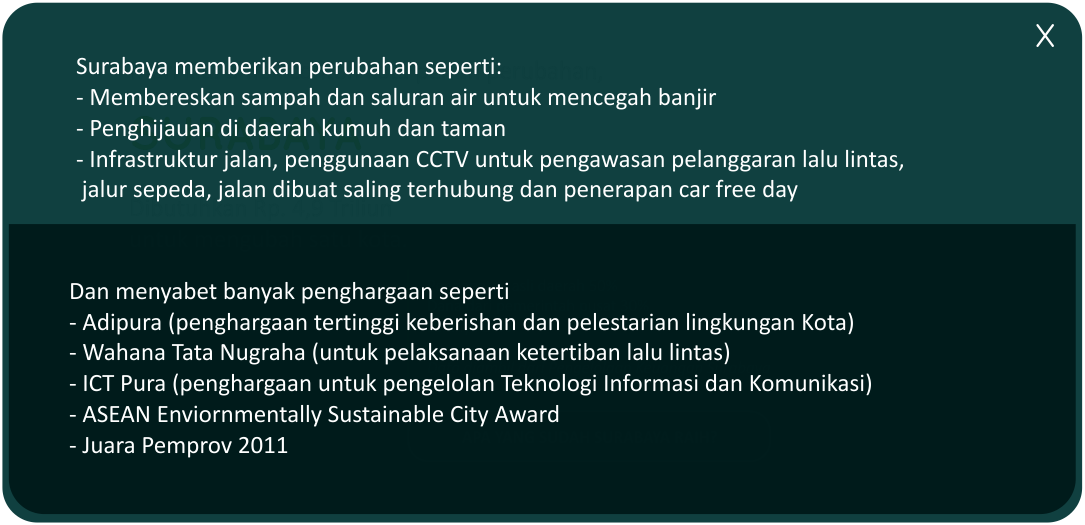 X
Surabaya memberikan perubahan seperti:
- Membereskan sampah dan saluran air untuk mencegah banjir
- Penghijauan di daerah kumuh dan taman
- Infrastruktur jalan, penggunaan CCTV untuk pengawasan pelanggaran lalu lintas,
jalur sepeda, jalan dibuat saling terhubung dan penerapan car free day
Dan menyabet banyak penghargaan seperti
- Adipura (penghargaan tertinggi keberishan dan pelestarian lingkungan Kota)
- Wahana Tata Nugraha (untuk pelaksanaan ketertiban lalu lintas)
- ICT Pura (penghargaan untuk pengelolan Teknologi Informasi dan Komunikasi)
- ASEAN Enviornmentally Sustainable City Award
- Juara Pemprov 2011